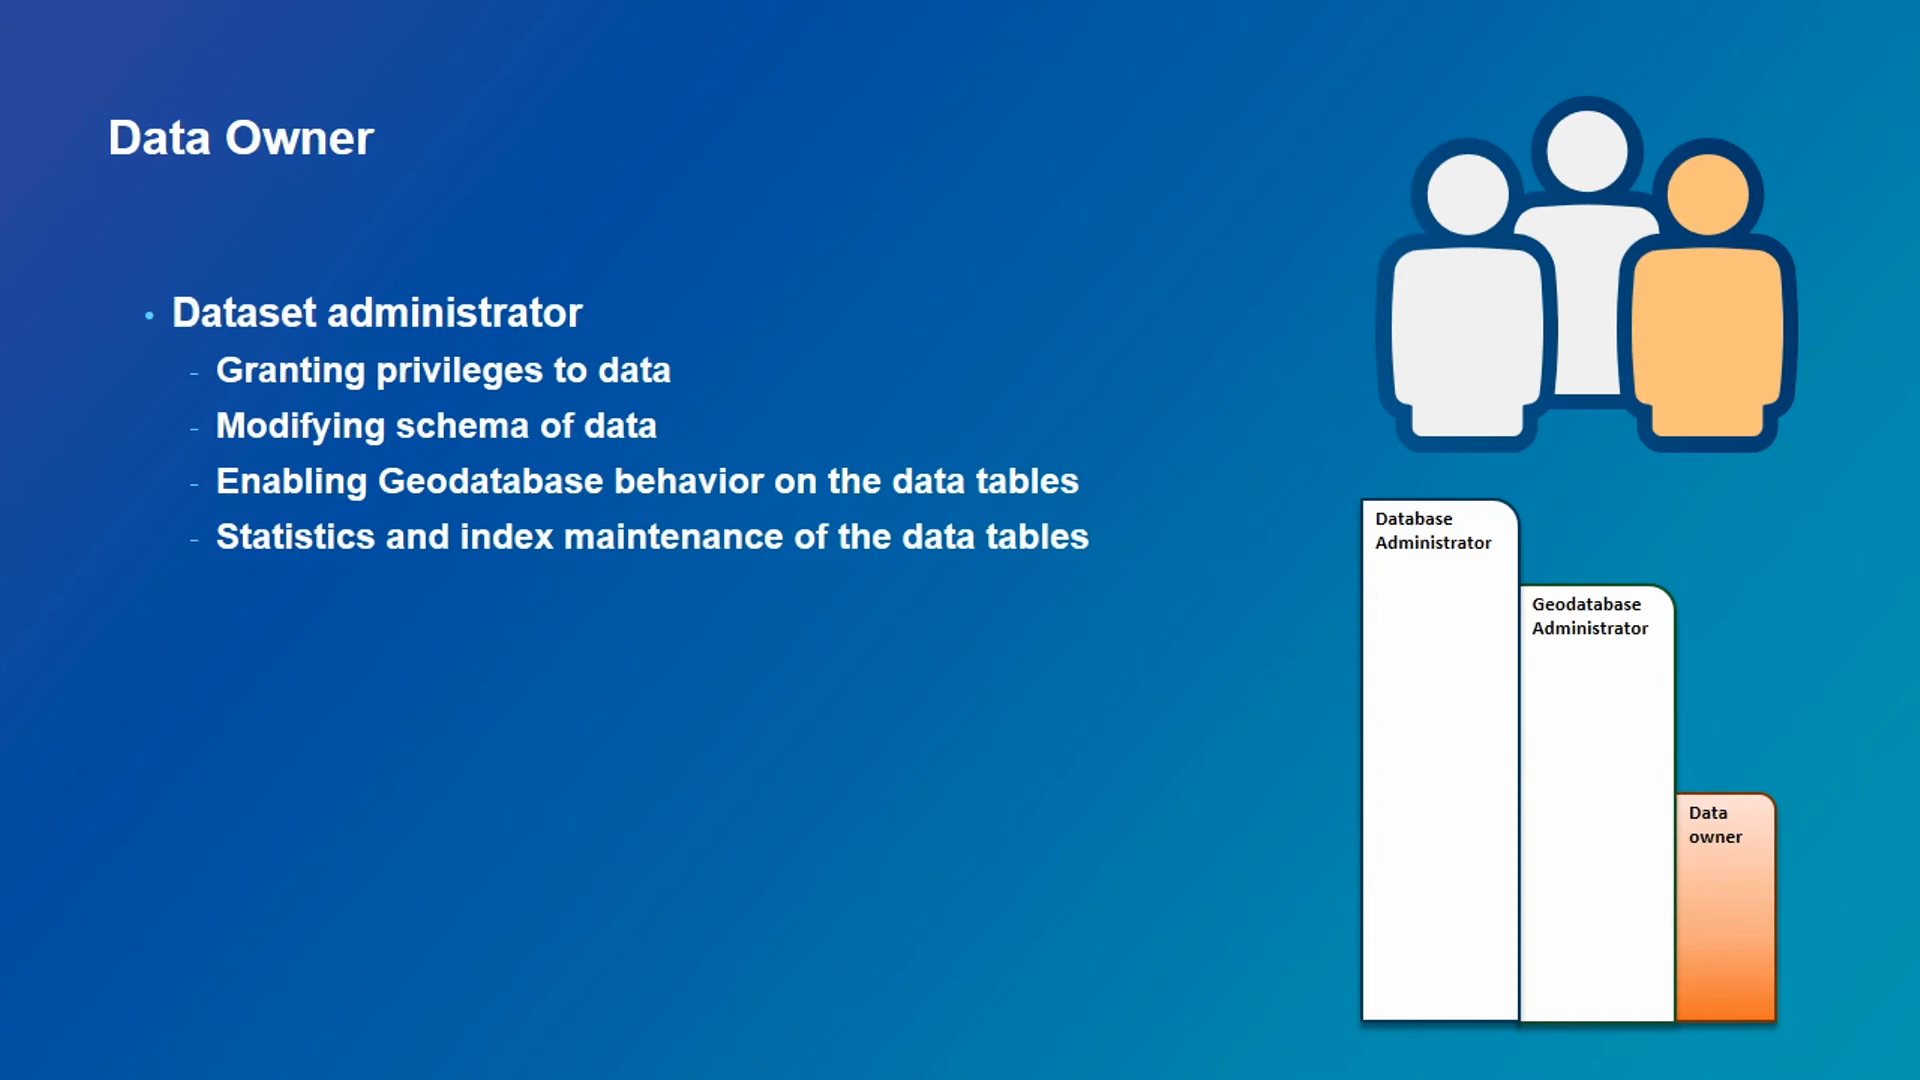 Data Owner
• Dataset administrator
- Granting privileges to data
- Modifying schema of data
- Enabling Geodatabase behavior on the data tables
- Statistics and index maintenance of the data tables
Database
Administrator
Geodatabase
Administrator
Data
owner